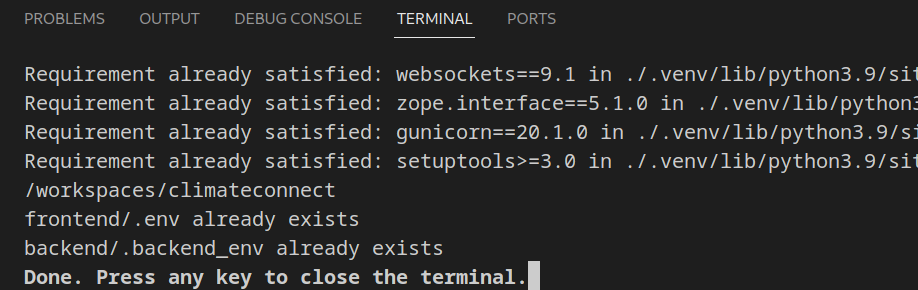 PROBLEMS OUTPUT DEBUG CONSOLE TERMINAL PORTS
Requirement already satisfied: websockets==9.1 in ./.venv/lib/python3.9/sit
Requirement already satisfied: zope.interface==5.1.0 in ./.venv/lib/python3
Requirement already satisfied: gunicorn==20.1.0 in ./.venv/lib/python3.9/si
Requirement already satisfied: setuptools>=3.0 in ./.venv/lib/python3.9/sit
/workspaces/climateconnect
frontend/.env already exists
backend/.backend_env already exists
Done. Press any key to close the terminal.